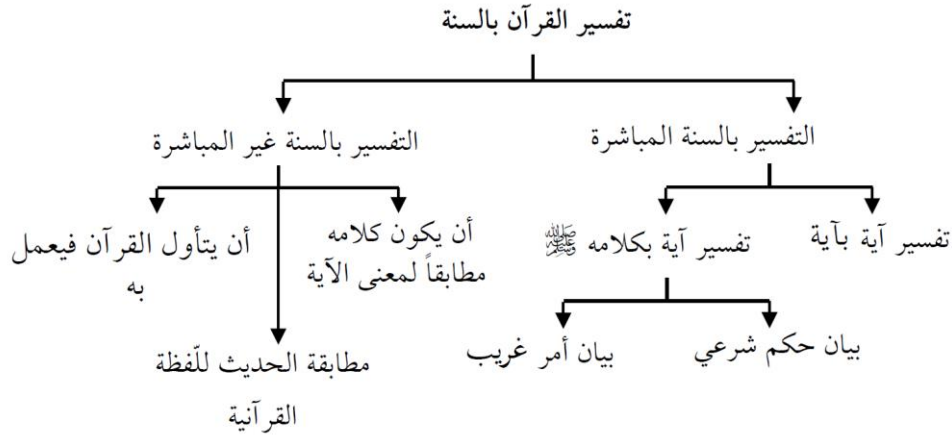 تفسير القرآن بالسنة
التفسير بالسنة المباشرة
التفسير بالسنة غير المباشرة
تفسير آية بآية
تفسير آية بكلامه ﷺ
أن يكون كلامه
مطابقاً لمعنى الآية
أن يتأول القرآن فيعمل
به
بيان حكم شرعي
بيان أمر غريب
مطابقة الحديث للّفظة
القرآنية